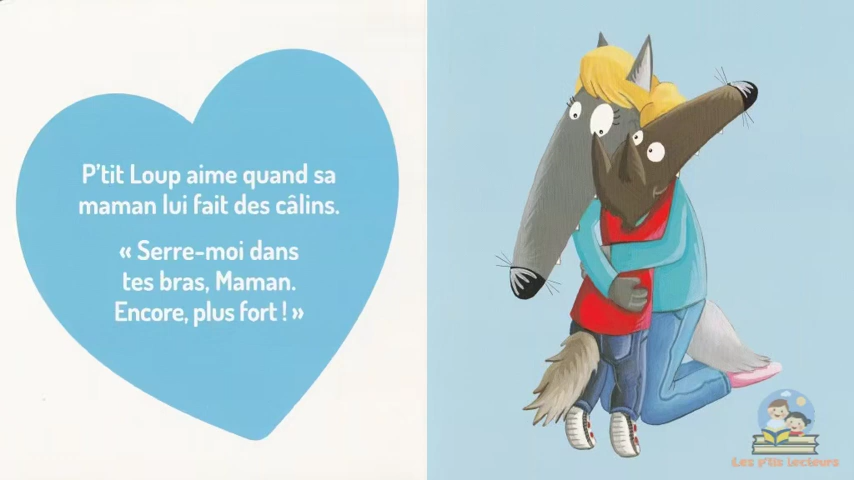 P'tit Loup aime quand sa
maman lui fait des câlins.
« Serre-moi dans
tes bras, Maman.
Encore, plus fort ! »
Les p'tits lecteurs